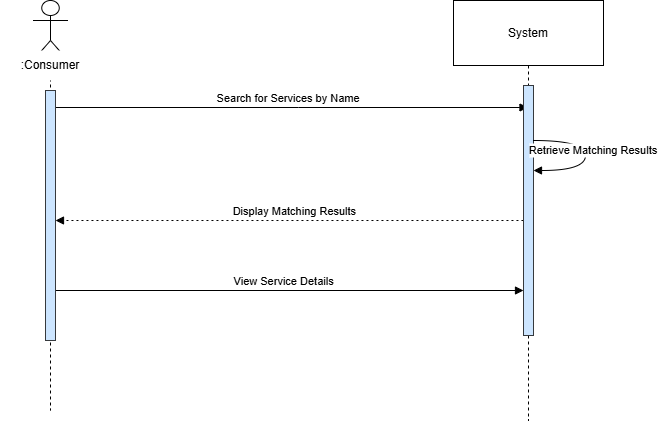 System
:Consumer
Search for Services by Name
Retrieve Matching Results
Display Matching Results
View Service Details